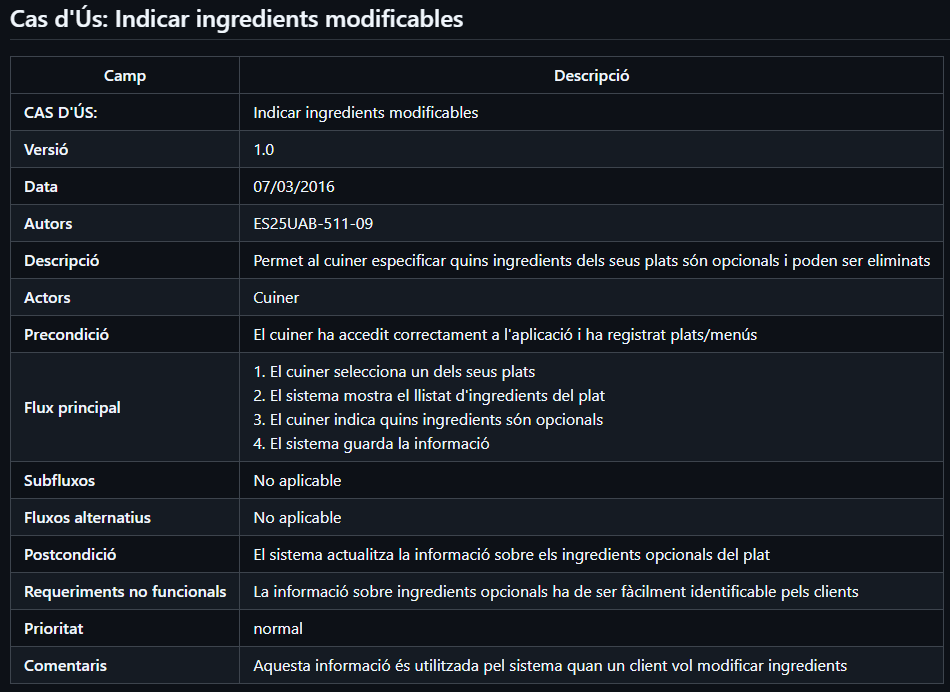 Cas d'Ús: Indicar ingredients modificables
Camp Descripció
CAS D'ÚS: Indicar ingredients modificables
Versió 1.0
Data 07/03/2016
Autors ES25UAB-511-09
Descripció Permet al cuiner especificar quins ingredients dels seus plats són opcionals i poden ser eliminats
Actors Cuiner
Precondició El cuiner ha accedit correctament a l'aplicació i ha registrat plats/menús
Flux principal
1. El cuiner selecciona un dels seus plats
2. El sistema mostra el llistat d'ingredients del plat
3. El cuiner indica quins ingredients són opcionals
4. El sistema guarda la informació
Subfluxos No aplicable
Fluxos alternatius No aplicable
Postcondició El sistema actualitza la informació sobre els ingredients opcionals del plat
Requeriments no funcionals La informació sobre ingredients opcionals ha de ser fàcilment identificable pels clients
Prioritat normal
Comentaris Aquesta informació és utilitzada pel sistema quan un client vol modificar ingredients